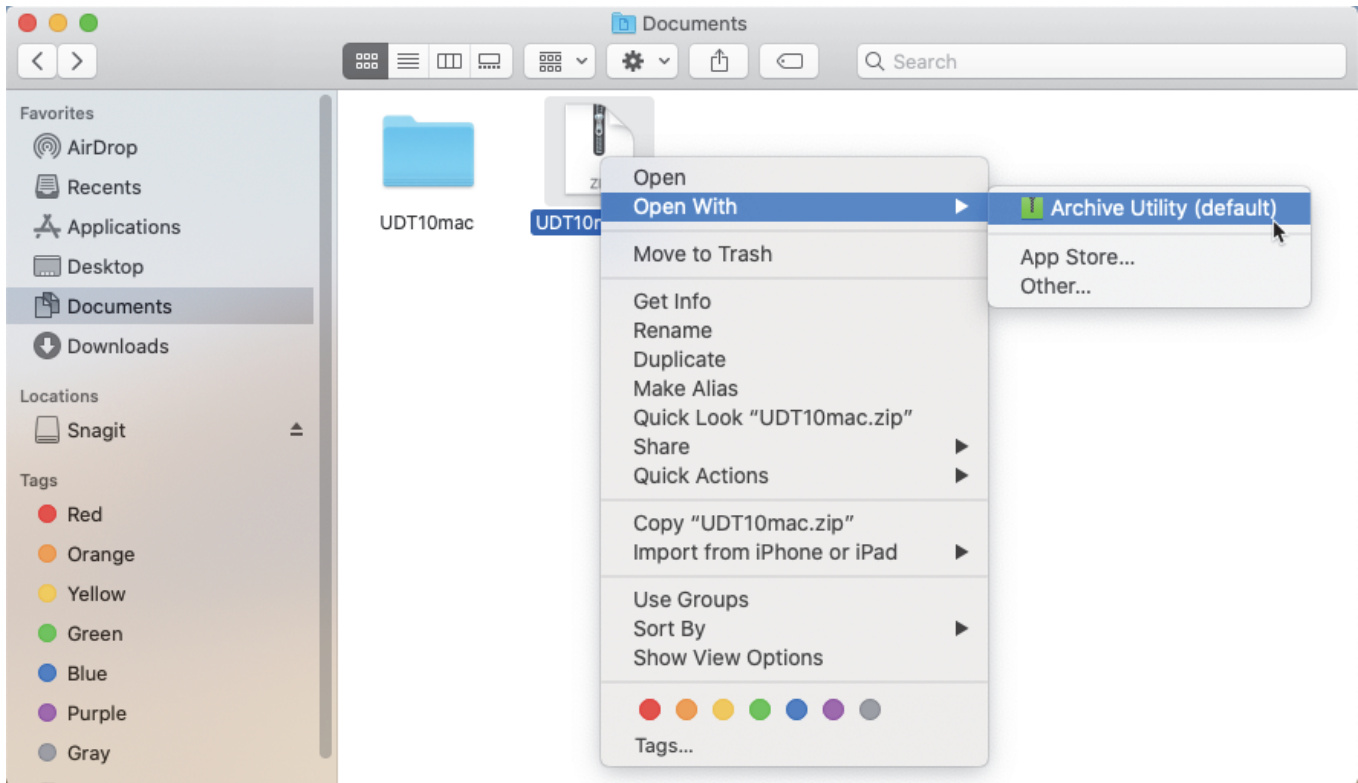 Documents
Search
Favorites
AirDrop
Recents
Applications
Desktop
Documents
Downloads
Locations
Snagit
Tags
Red
Orange
Yellow
Green
Blue
Purple
Gray
UDT10mac
Open
Open With
Move to Trash
Get Info
Rename
Duplicate
Make Alias
Quick Look “UDT10mac.zip”
Share
Quick Actions
Copy “UDT10mac.zip”
Import from iPhone or iPad
Use Groups
Sort By
Show View Options
Tags...
Archive Utility (default)
App Store...
Other...